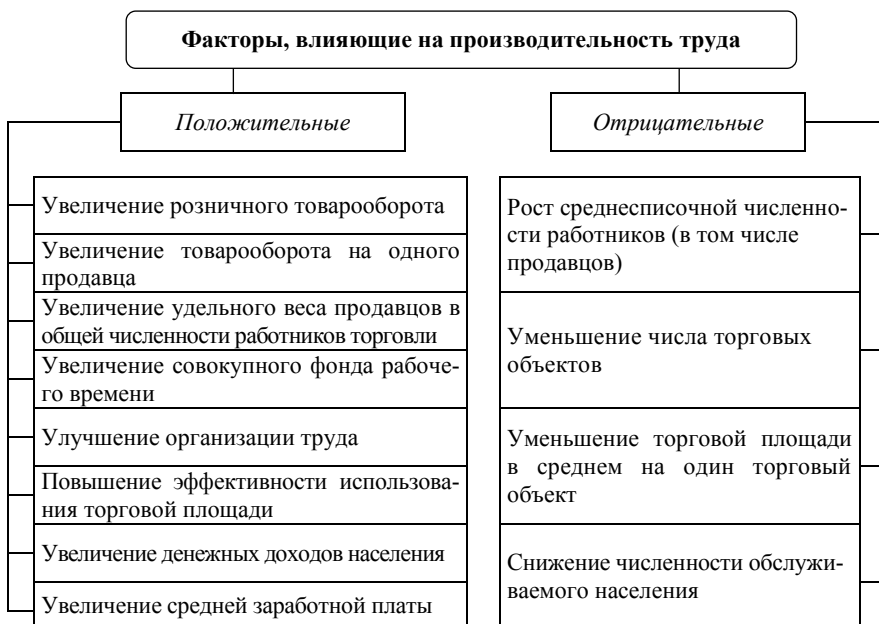 Факторы, влияющие на производительность труда
Положительные
Отрицательные
Увеличение розничного товарооборота
Увеличение товарооборота на одного
продавца
Увеличение удельного веса продавцов в
общей численности работников торговли
Увеличение совокупного фонда рабоче-
го времени
Улучшение организации труда
Повышение эффективности использова-
ния торговой площади
Увеличение денежных доходов населения
Увеличение средней заработной платы
Рост среднесписочной численно-
сти работников (в том числе
продавцов)
Уменьшение числа торговых
объектов
Уменьшение торговой площади
в среднем на один торговый
объект
Снижение численности обслужи-
ваемого населения